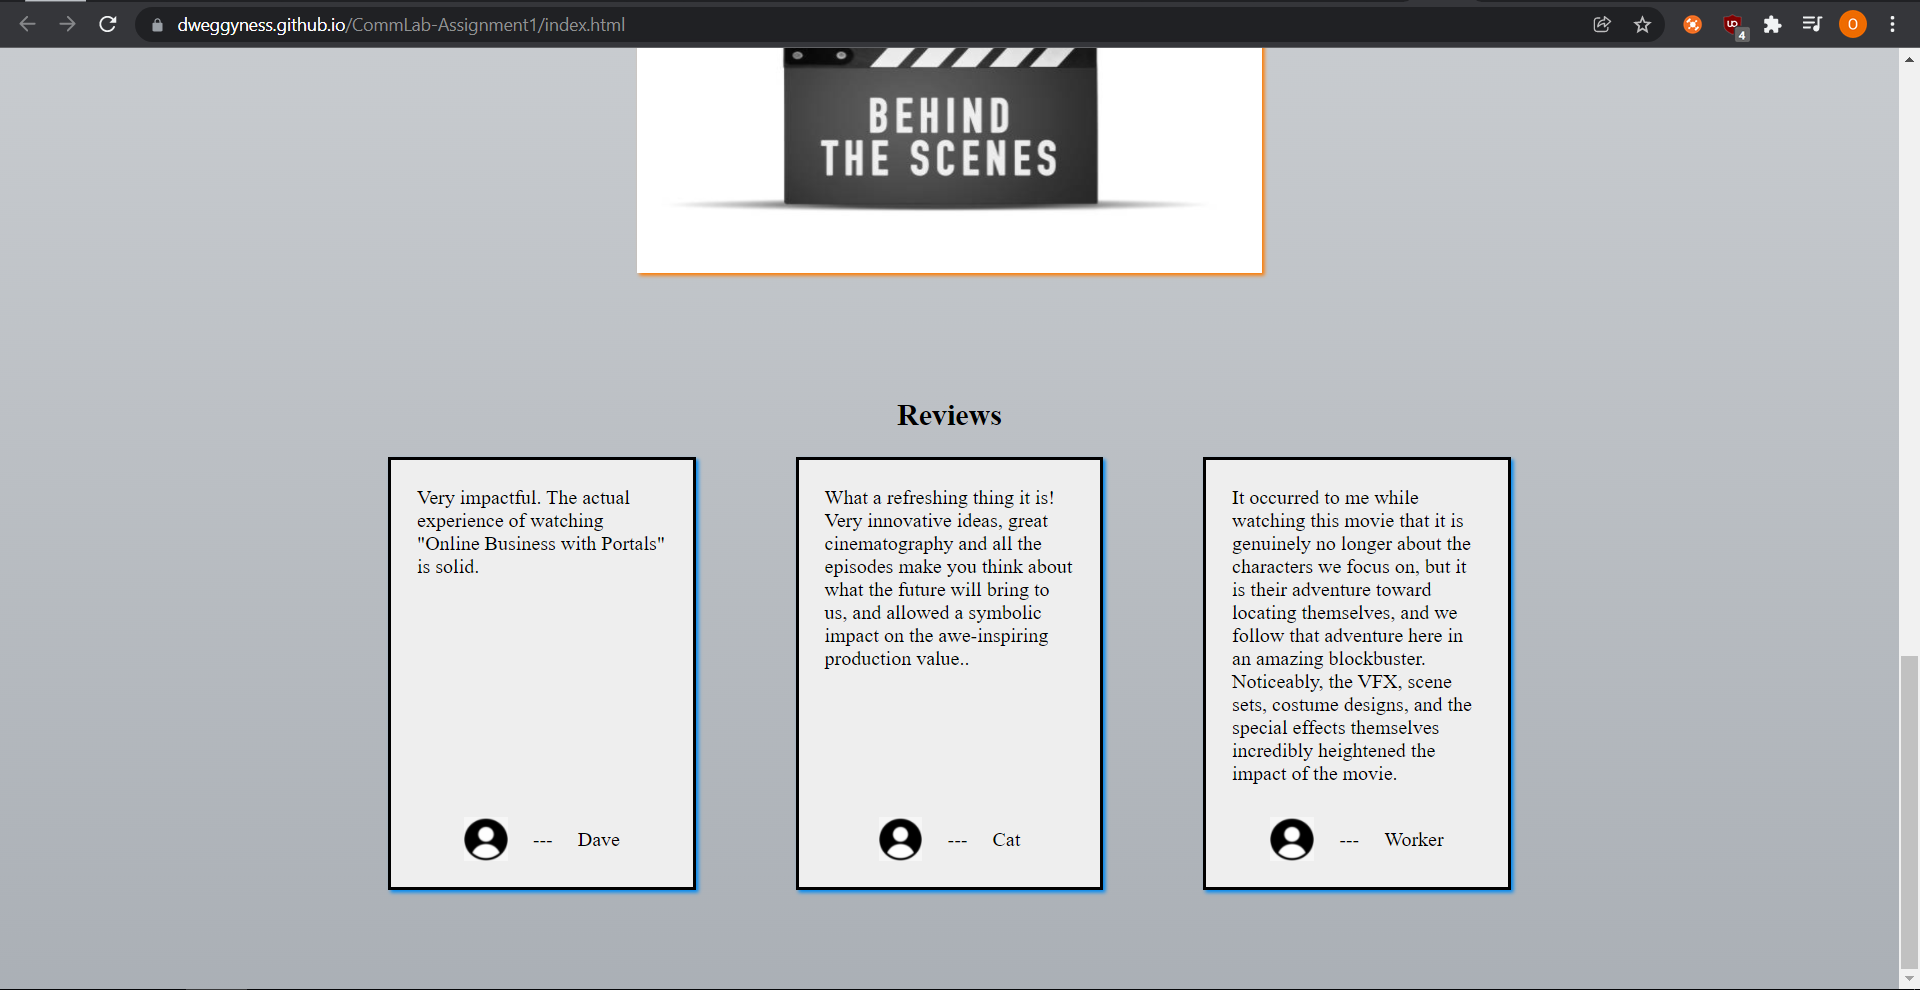 dweggyness.github.io/CommLab-Assignment1/index.html
UD
4
O
BEHIND
THE SCENES
Reviews
Very impactful. The actual
experience of watching
"Online Business with Portals"
is solid.
--- Dave
What a refreshing thing it is!
Very innovative ideas, great
cinematography and all the
episodes make you think about
what the future will bring to
us, and allowed a symbolic
impact on the awe-inspiring
production value..
--- Cat
It occurred to me while
watching this movie that it is
genuinely no longer about the
characters we focus on, but it
is their adventure toward
locating themselves, and we
follow that adventure here in
an amazing blockbuster.
Noticeably, the VFX, scene
sets, costume designs, and the
special effects themselves
incredibly heightened the
impact of the movie.
--- Worker